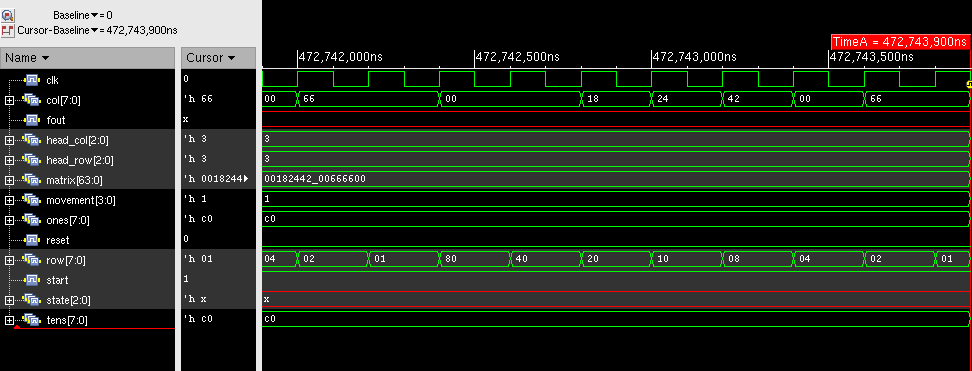 Baseline▼=0
Cursor-Baseline▼=472,743,900ns
TimeA = 472,743,900ns
Name▼ Cursor▼ 472,742,000ns 472,742,500ns 472,743,000ns 472,743,500ns
clk 0
col[7:0] 'h 66 00 66 00 18 24 42 00 66
fout x
head_col[2:0] 'h 3 3
head_row[2:0] 'h 3 3
matrix[63:0] 'h 0018244▶ 00182442_00666600
movement[3:0] 'h 1 1
ones[7:0] 'h c0 c0
reset 0
row[7:0] 'h 01 04 02 01 80 40 20 10 08 04 02 01
start 1
state[2:0] 'h x x
tens[7:0] 'h c0 c0